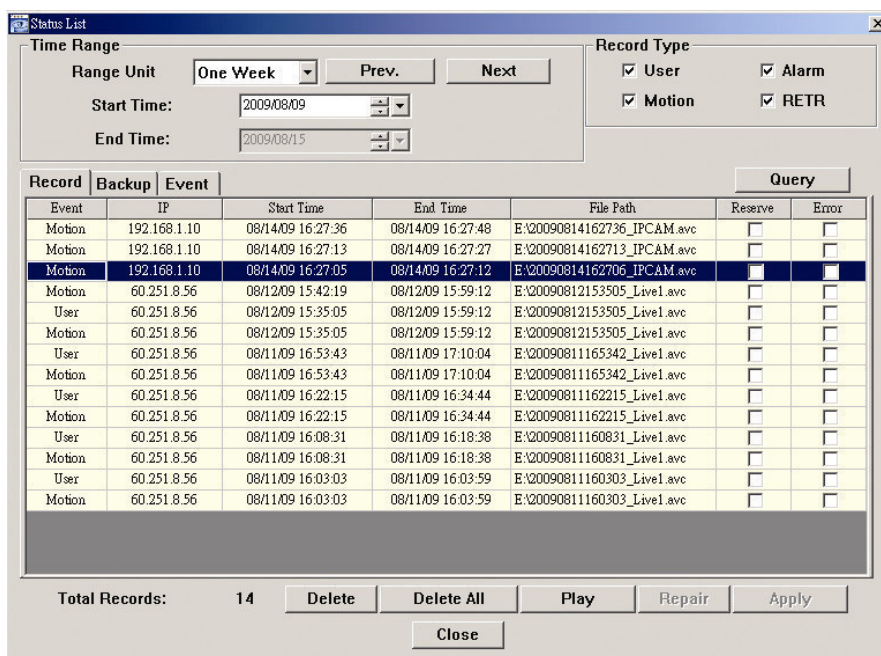 Status List
Time Range
Record Type
Range Unit One Week Prev. Next
User Alarm
Start Time: 2009/08/09
Motion RETR
End Time: 2009/08/15
Record Backup Event Query
Event IP Start Time End Time File Path Reserve Error
Motion 192.168.1.10 08/14/09 16:27:36 08/14/09 16:27:48 E:\20090814162736_IPCAM.avc
Motion 192.168.1.10 08/14/09 16:27:13 08/14/09 16:27:27 E:\20090814162713_IPCAM.avc
Motion 192.168.1.10 08/14/09 16:27:05 08/14/09 16:27:12 E:\20090814162706_IPCAM.avc
Motion 60.251.8.56 08/12/09 15:42:19 08/12/09 15:59:12 E:\20090812153505_Live1.avc
User 60.251.8.56 08/12/09 15:35:05 08/12/09 15:59:12 E:\20090812153505_Live1.avc
Motion 60.251.8.56 08/12/09 15:35:05 08/12/09 15:59:12 E:\20090812153505_Live1.avc
User 60.251.8.56 08/11/09 16:53:43 08/11/09 17:10:04 E:\20090811165342_Live1.avc
Motion 60.251.8.56 08/11/09 16:53:43 08/11/09 17:10:04 E:\20090811165342_Live1.avc
User 60.251.8.56 08/11/09 16:22:15 08/11/09 16:34:44 E:\20090811162215_Live1.avc
Motion 60.251.8.56 08/11/09 16:22:15 08/11/09 16:34:44 E:\20090811162215_Live1.avc
User 60.251.8.56 08/11/09 16:08:31 08/11/09 16:18:38 E:\20090811160831_Live1.avc
Motion 60.251.8.56 08/11/09 16:08:31 08/11/09 16:18:38 E:\20090811160831_Live1.avc
User 60.251.8.56 08/11/09 16:03:03 08/11/09 16:03:59 E:\20090811160303_Live1.avc
Motion 60.251.8.56 08/11/09 16:03:03 08/11/09 16:03:59 E:\20090811160303_Live1.avc
Total Records: 14 Delete Delete All Play Repair Apply
Close